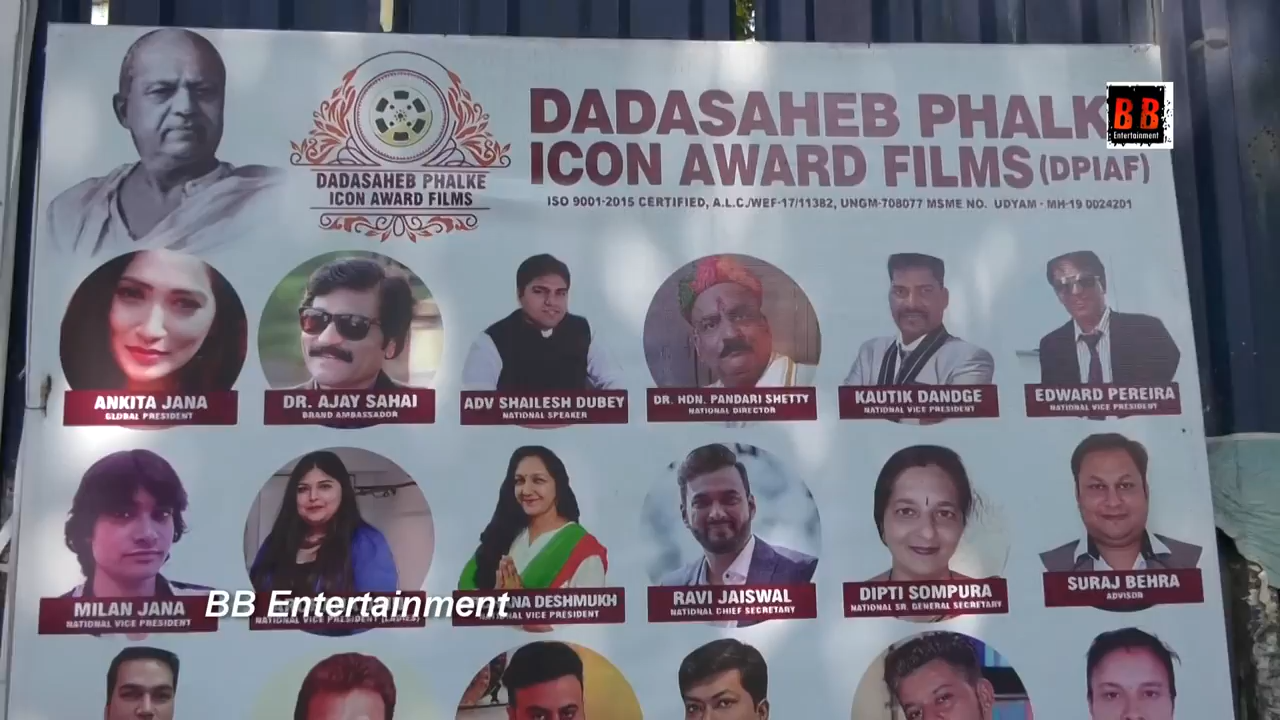 DADASAHEB PHALKE
ICON AWARD FILMS
DADASAHEB PHALK
ICON AWARD FILMS (DPIAF)
ISO 9001-2015 CERTIFIED, A.L.C./WEF-17/11382, UNGM-708077 MSME NO. UDYAM - MH-19 0024201
BB
Entertainment
ANKITA JANA
GLOBAL PRESIDENT
DR. AJAY SAHAI
BRAND AMBASSADOR
ADV SHAILESH DUBEY
NATIONAL SPEAKER
DR. HON. PANDARI SHETTY
NATIONAL DIRECTOR
KAUTIK DANDGE
NATIONAL VICE PRESIDENT
EDWARD PEREIRA
NATIONAL VICE PRESIDENT
MILAN JANA
NATIONAL VICE PRESIDENT
NATIONAL VICE PRESIDENT (LADIES)
BB Entertainment
DESHMUKH
VICE PRESIDENT
RAVI JAISWAL
NATIONAL CHIEF SECRETARY
DIPTI SOMPURA
NATIONAL SR. GENERAL SECRETARY
SURAJ BEHRA
ADVISOR